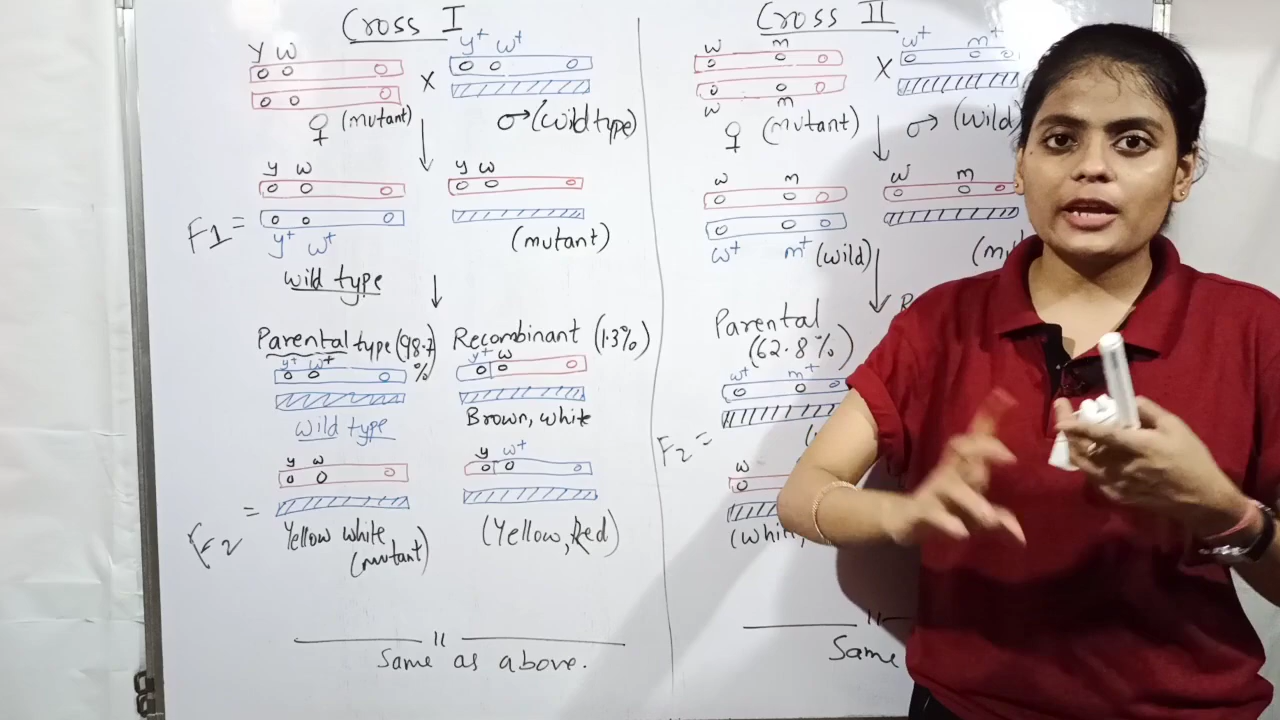 Cross I
y w
y+ w+
X
♀ (mutant)
♂ (wild type)
y w
y w
F1 =
y+ w+
(mutant)
wild type
Parental type (98.7 %)
Recombinant (1.3%)
y+ w+
y+ w
wild type
Brown, white
y w
y w+
F2 =
Yellow white
(mutant)
(Yellow, Red)
"
Same as above.
Cross II
w m
w+ m+
X
w m
♀ (mutant)
♂ (wild)
w m
w m
w+ m+ (wild)
Parental
(62.8%)
w+ m+
F2 =
w
"
Same